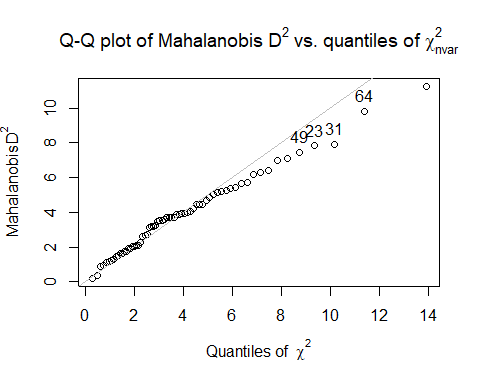 Q-Q plot of Mahalanobis D² vs. quantiles of χ²nvar
MahalanobisD²
10
8
6
4
2
0
64
49 23 31
0 2 4 6 8 10 12 14
Quantiles of χ²